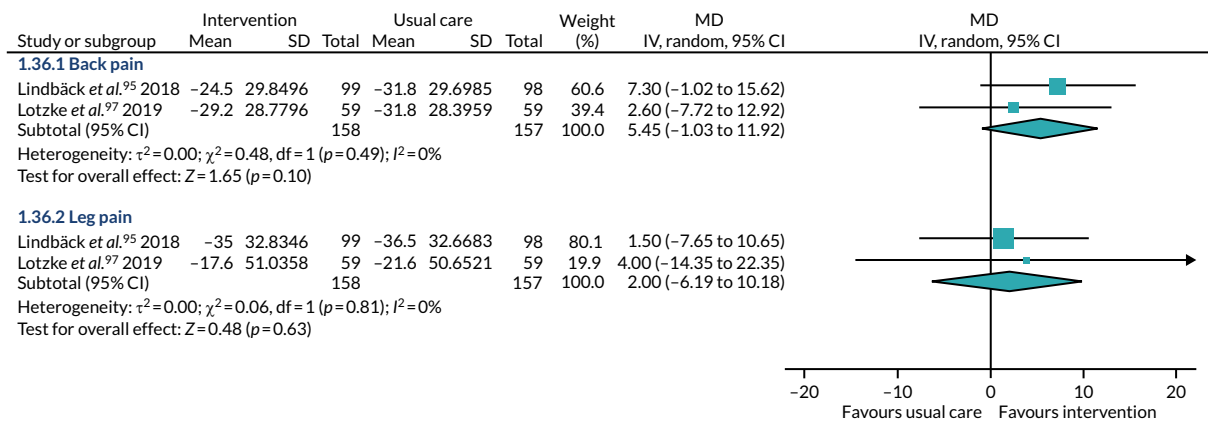 Intervention Usual care Weight MD MD
Study or subgroup Mean SD Total Mean SD Total (%) IV, random, 95% CI IV, random, 95% CI
1.36.1 Back pain
Lindbäck et al.95 2018 −24.5 29.8496 99 −31.8 29.6985 98 60.6 7.30 (−1.02 to 15.62)
Lotzke et al.97 2019 −29.2 28.7796 59 −31.8 28.3959 59 39.4 2.60 (−7.72 to 12.92)
Subtotal (95% CI) 158 157 100.0 5.45 (−1.03 to 11.92)
Heterogeneity: τ2=0.00; χ2=0.48, df=1 (p=0.49); I2=0%
Test for overall effect: Z=1.65 (p=0.10)
1.36.2 Leg pain
Lindbäck et al.95 2018 −35 32.8346 99 −36.5 32.6683 98 80.1 1.50 (−7.65 to 10.65)
Lotzke et al.97 2019 −17.6 51.0358 59 −21.6 50.6521 59 19.9 4.00 (−14.35 to 22.35)
Subtotal (95% CI) 158 157 100.0 2.00 (−6.19 to 10.18)
Heterogeneity: τ2=0.00; χ2=0.06, df=1 (p=0.81); I2=0%
Test for overall effect: Z=0.48 (p=0.63)
−20 −10 0 10 20
Favours usual care Favours intervention